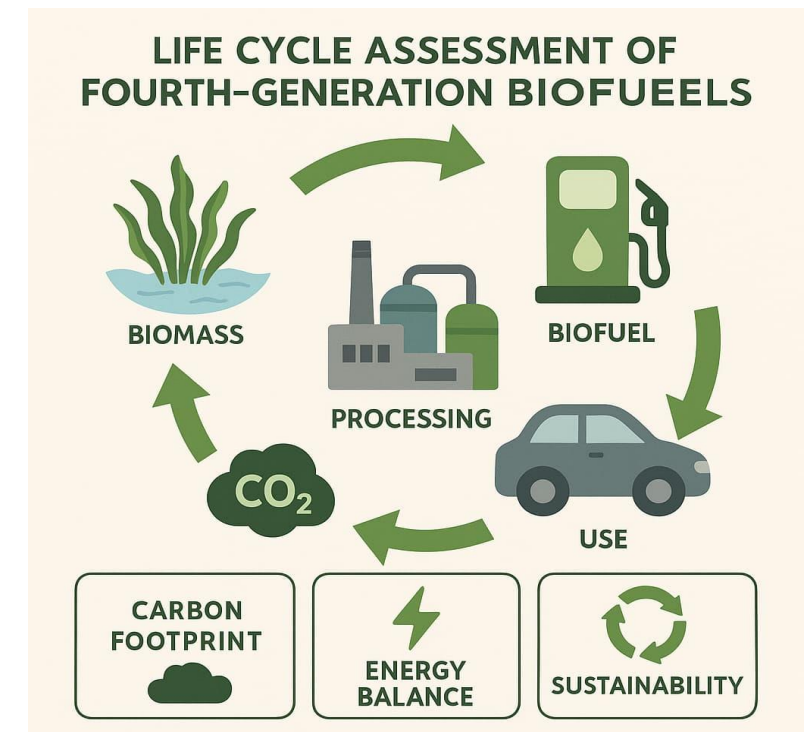 LIFE CYCLE ASSESSMENT OF
FOURTH-GENERATION BIOFUEELS
BIOMASS
BIOFUEL
PROCESSING
CO₂
USE
CARBON
FOOTPRINT
ENERGY
BALANCE
SUSTAINABILITY